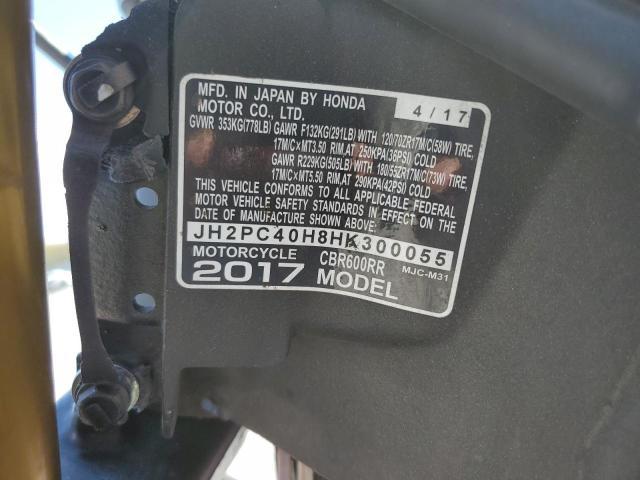 MFD. IN JAPAN BY HONDA 4/17
MOTOR CO., LTD.
GVWR 353KG(778LB) GAWR F132KG(291LB)WITH 120/70ZR17M/C(58W) TIRE,
17M/C×MT3.50 RIM,AT 250KPA(36PSI) COLD
GAWR R229KG(505LB)WITH 180/55ZR17M/C(73W) TIRE,
17M/C×MT5.50 RIM,AT 290KPA(42PSI) COLD
THIS VEHICLE CONFORMS TO ALL APPLICABLE FEDERAL
MOTOR VEHICLE SAFETY STANDARDS IN EFFECT ON THE
DATE OF MANUFACTURE SHOWN ABOVE.
JH2PC40H8HK300055
MOTORCYCLE CBR600RR MJC-M31
2017 MODEL